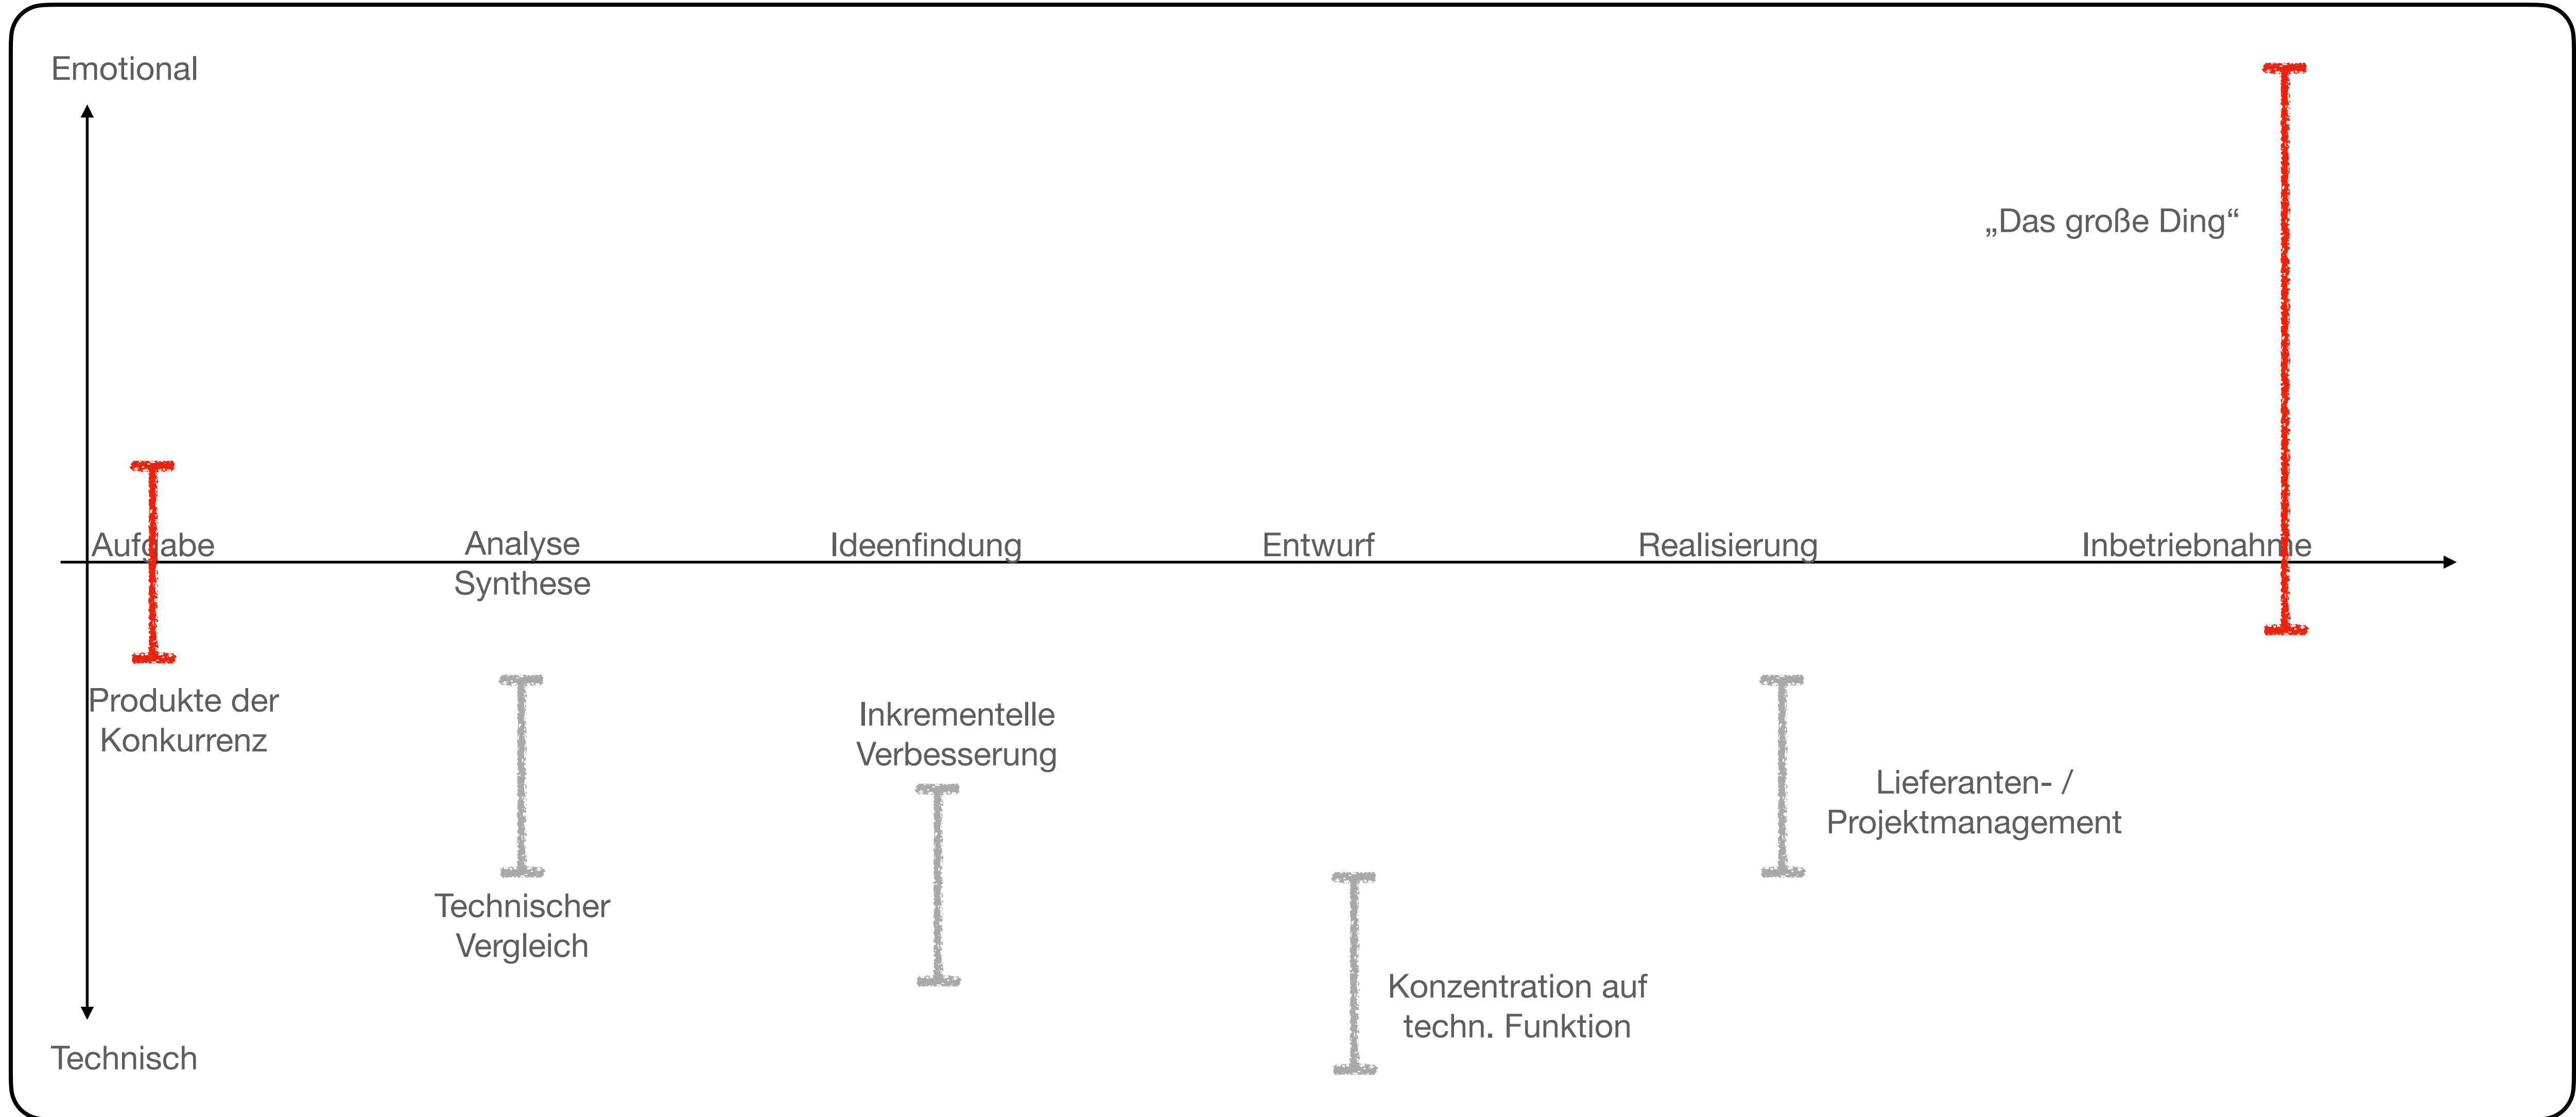 Emotional
„Das große Ding“
Aufgabe
Analyse
Synthese
Ideenfindung
Entwurf
Realisierung
Inbetriebnahme
Produkte der
Konkurrenz
Technischer
Vergleich
Inkrementelle
Verbesserung
Konzentration auf
techn. Funktion
Lieferanten- /
Projektmanagement
Technisch